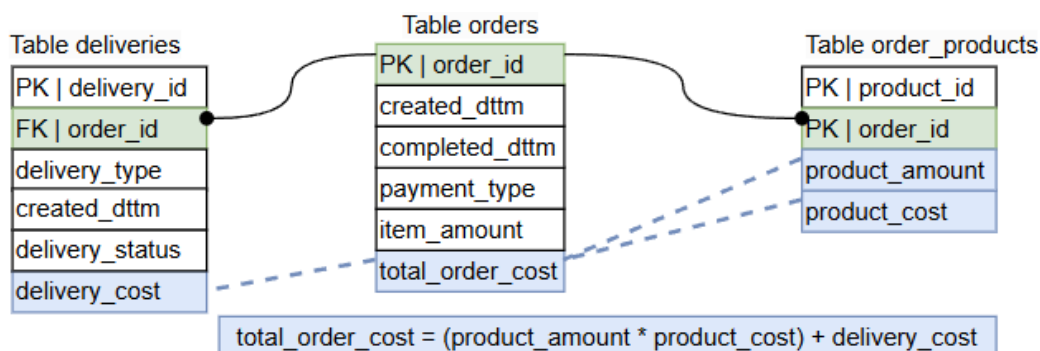 Table deliveries
PK | delivery_id
FK | order_id
delivery_type
created_dttm
delivery_status
delivery_cost
Table orders
PK | order_id
created_dttm
completed_dttm
payment_type
item_amount
total_order_cost
Table order_products
PK | product_id
PK | order_id
product_amount
product_cost
total_order_cost = (product_amount * product_cost) + delivery_cost